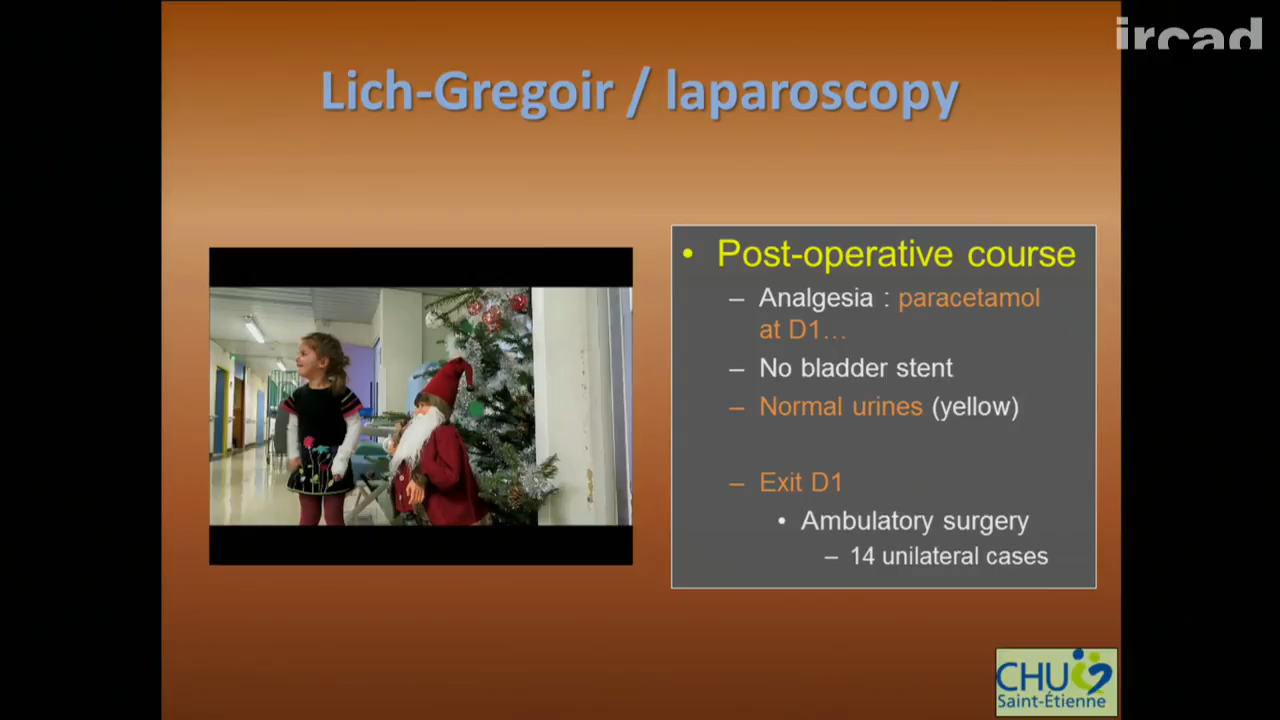 ircad
Lich-Gregoir / laparoscopy
• Post-operative course
– Analgesia : paracetamol
at D1…
– No bladder stent
– Normal urines (yellow)
– Exit D1
• Ambulatory surgery
– 14 unilateral cases
CHU
Saint-Étienne